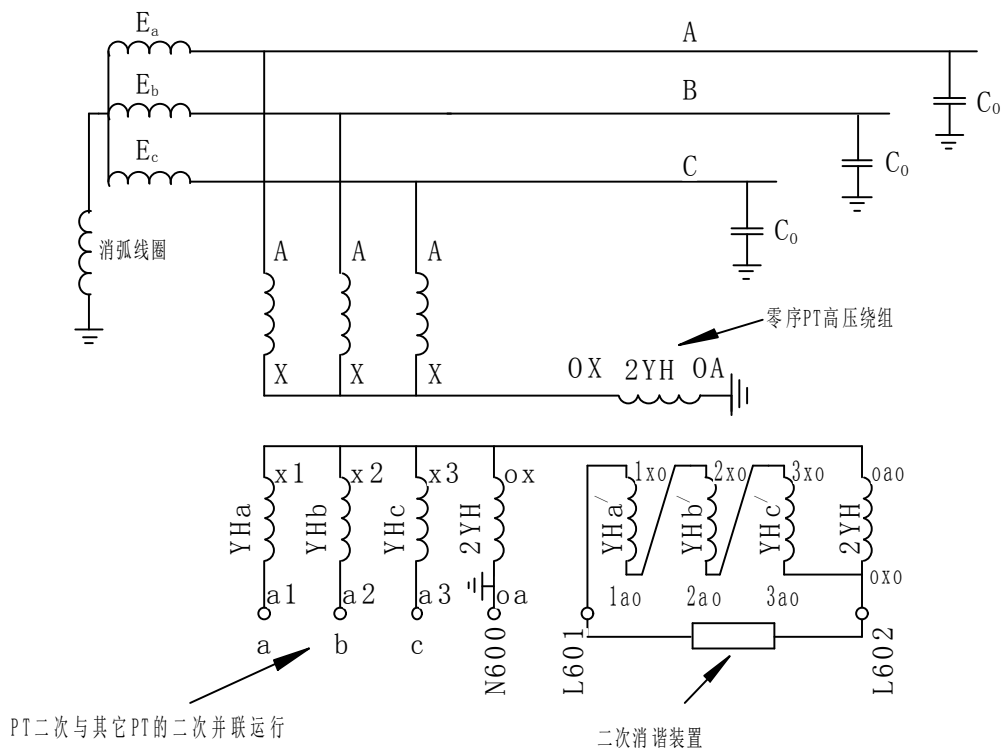 Ea
A
Eb
B
C0
Ec
C
C0
消弧线圈
C0
A
A
A
零序PT高压绕组
X
X
X
OX 2YH OA
x1
x2
x3
ox
1xo
2xo
3xo
oao
YHa
YHb
YHc
2YH
YHa′
YHb′
YHc′
2YH
oxo
a1
a2
a3
oa
1ao
2ao
3ao
a
b
c
N600
L601
L602
PT二次与其它PT的二次并联运行
二次消谐装置